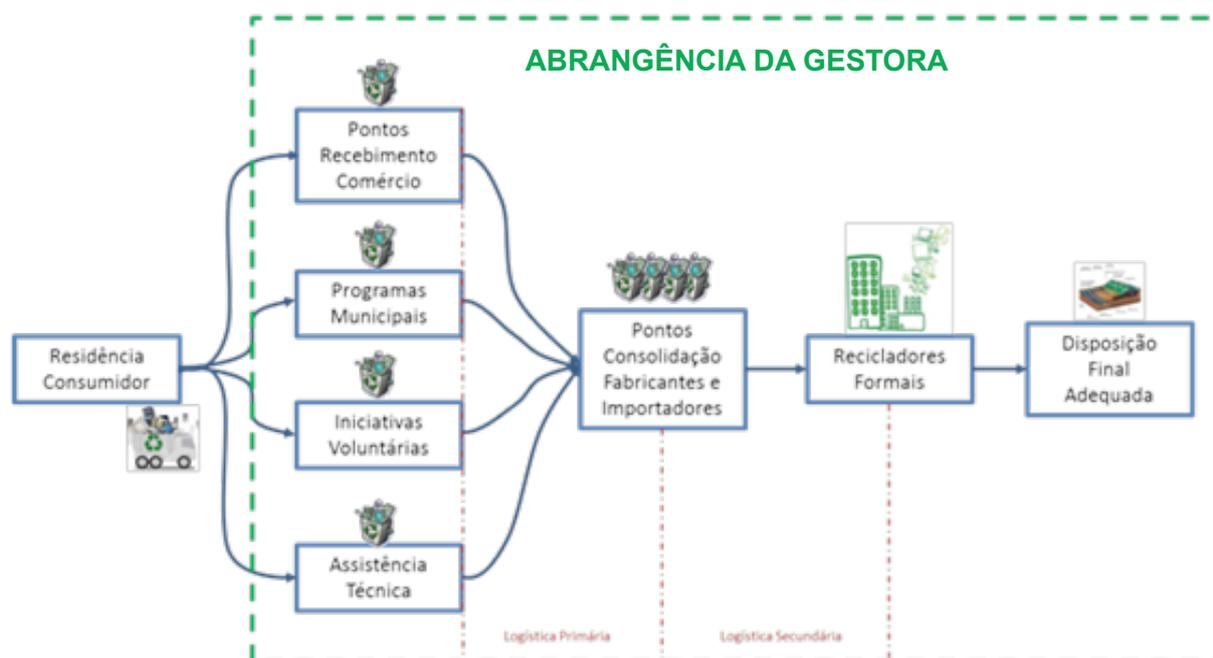 ABRANGÊNCIA DA GESTORA
Pontos
Recebimento
Comércio
Programas
Municipais
Residência
Consumidor
Iniciativas
Voluntárias
Assistência
Técnica
Pontos
Consolidação
Fabricantes e
Importadores
Recicladores
Formais
Disposição
Final
Adequada
Logística Primária
Logística Secundária